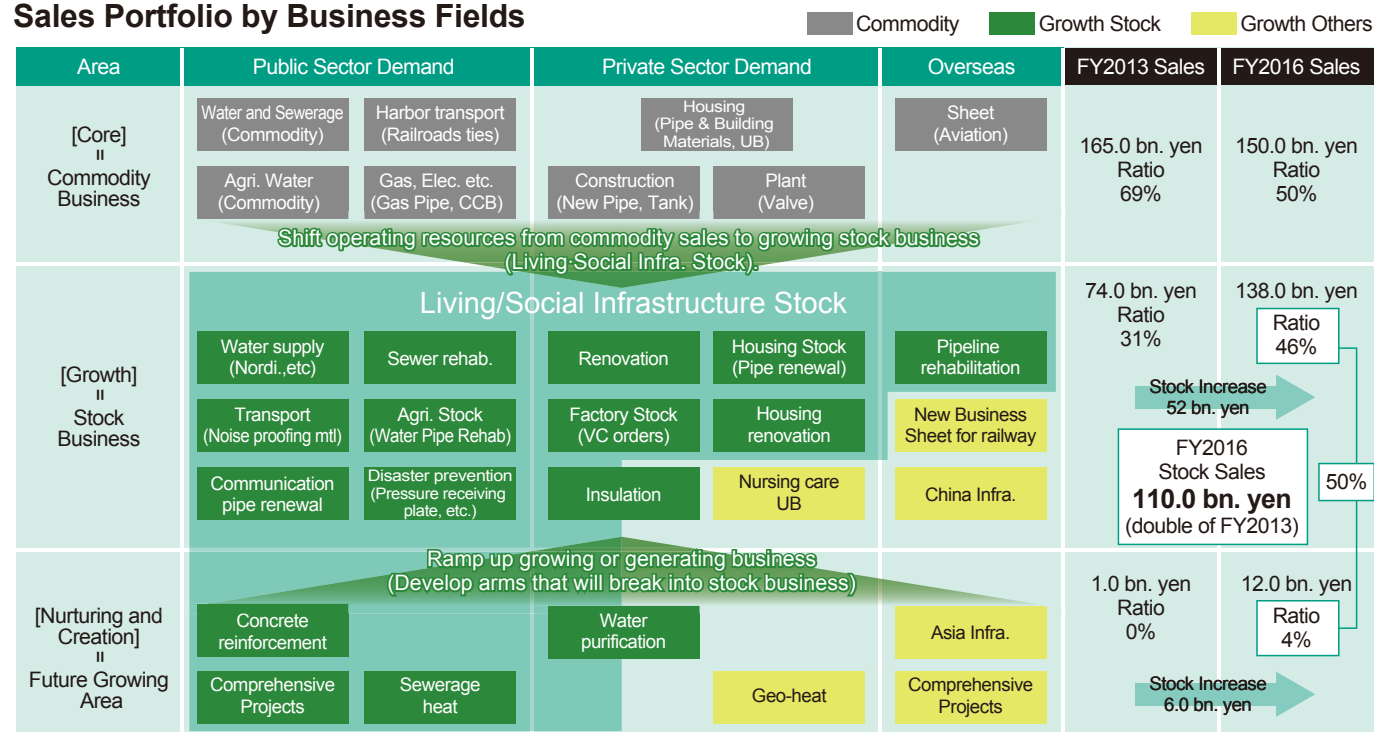 Sales Portfolio by Business Fields
Commodity
Growth Stock
Growth Others
Area
Public Sector Demand
Private Sector Demand
Overseas
FY2013 Sales
FY2016 Sales
[Core]
=
Commodity
Business
Water and Sewerage
(Commodity)
Harbor transport
(Railroads ties)
Housing
(Pipe & Building
Materials, UB)
Sheet
(Aviation)
Agri. Water
(Commodity)
Gas, Elec. etc.
(Gas Pipe, CCB)
Construction
(New Pipe, Tank)
Plant
(Valve)
165.0 bn. yen
Ratio
69%
150.0 bn. yen
Ratio
50%
Shift operating resources from commodity sales to growing stock business
(Living·Social Infra. Stock).
[Growth]
=
Stock
Business
Living/Social Infrastructure Stock
Water supply
(Nordi.,etc)
Sewer rehab.
Renovation
Housing Stock
(Pipe renewal)
Pipeline
rehabilitation
Transport
(Noise proofing mtl)
Agri. Stock
(Water Pipe Rehab)
Factory Stock
(VC orders)
Housing
renovation
New Business
Sheet for railway
Communication
pipe renewal
Disaster prevention
(Pressure receiving
plate, etc.)
Insulation
Nursing care
UB
China Infra.
74.0 bn. yen
Ratio
31%
138.0 bn. yen
Ratio
46%
Stock Increase
52 bn. yen
FY2016
Stock Sales
110.0 bn. yen
(double of FY2013)
50%
Ramp up growing or generating business
(Develop arms that will break into stock business)
[Nurturing and
Creation]
=
Future Growing
Area
Concrete
reinforcement
Water
purification
Asia Infra.
Comprehensive
Projects
Sewerage
heat
Geo-heat
Comprehensive
Projects
1.0 bn. yen
Ratio
0%
12.0 bn. yen
Ratio
4%
Stock Increase
6.0 bn. yen